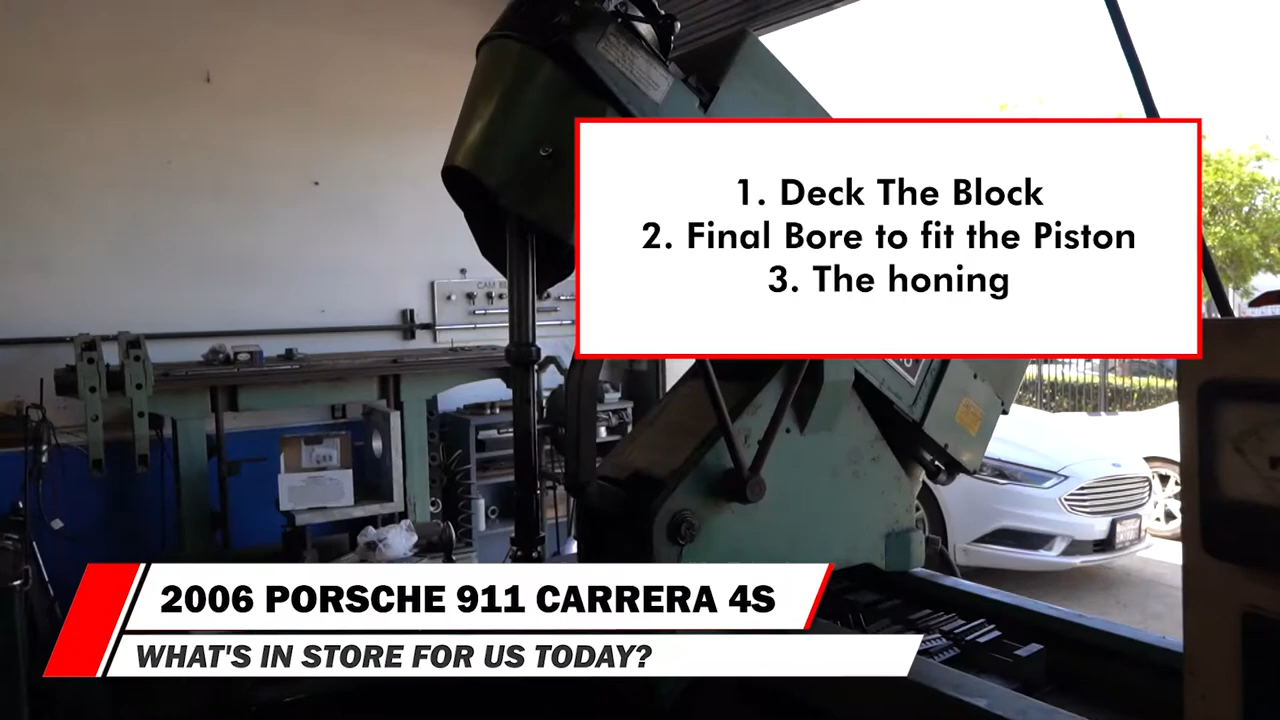 1. Deck The Block
2. Final Bore to fit the Piston
3. The honing
2006 PORSCHE 911 CARRERA 4S
WHAT'S IN STORE FOR US TODAY?